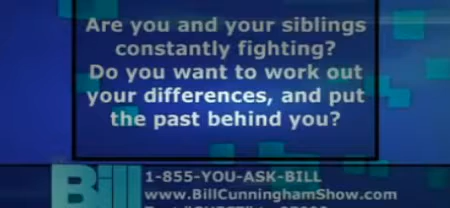 Are you and your siblings
constantly fighting?
Do you want to work out
your differences, and put
the past behind you?
Bill
1-855-YOU-ASK-BILL
www.BillCunninghamShow.com